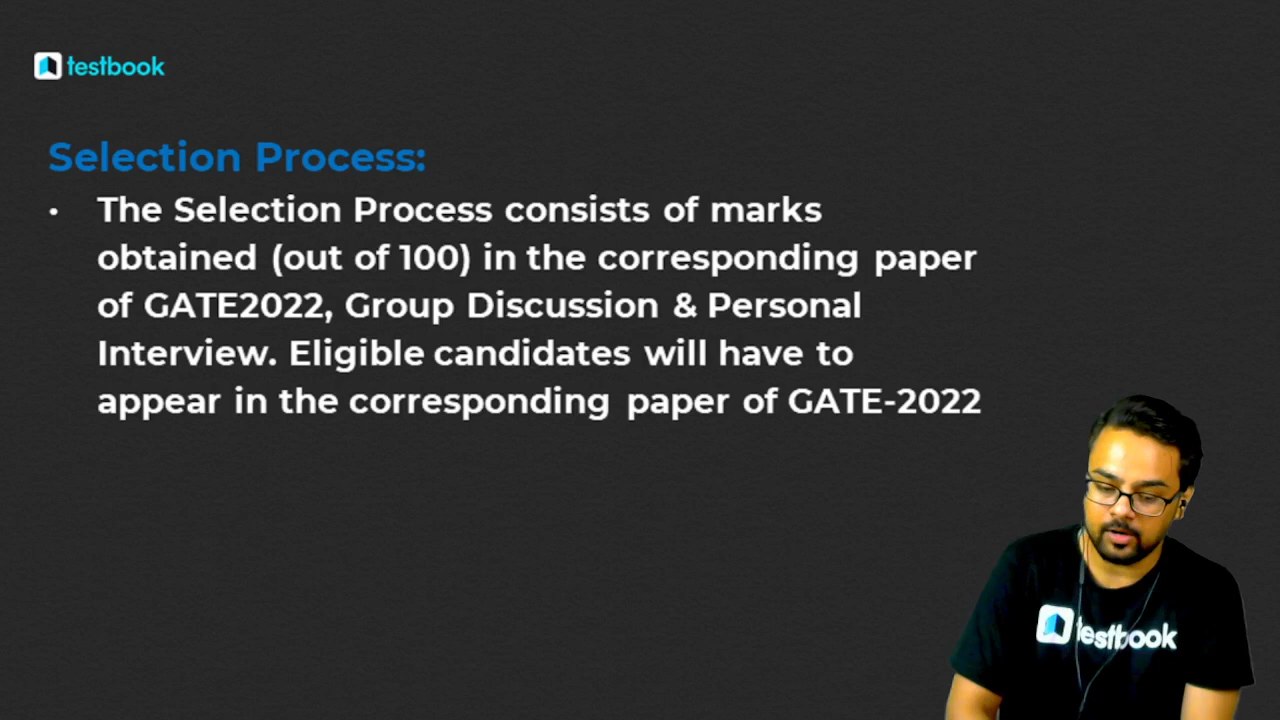 testbook
Selection Process:
• The Selection Process consists of marks
obtained (out of 100) in the corresponding paper
of GATE2022, Group Discussion & Personal
Interview. Eligible candidates will have to
appear in the corresponding paper of GATE-2022
testbook